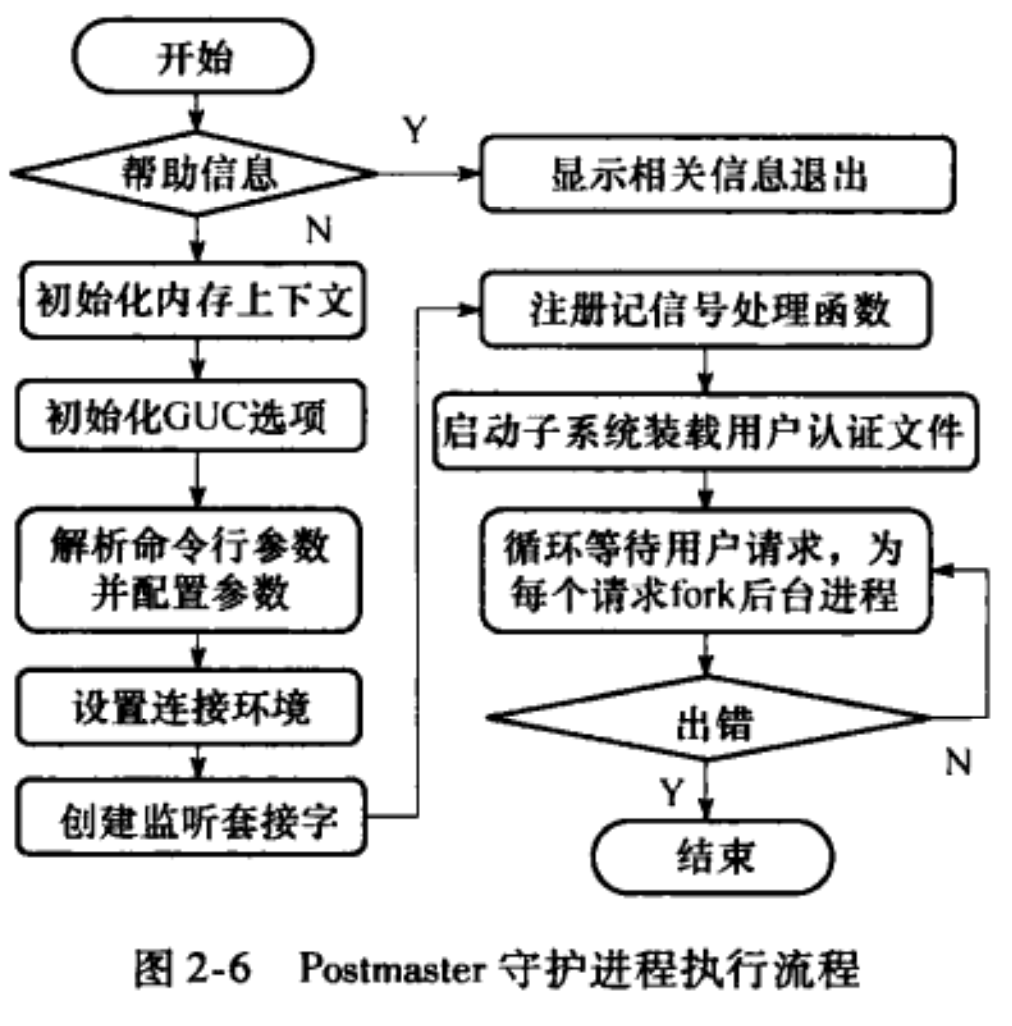 开始
帮助信息
Y
显示相关信息退出
N
初始化内存上下文
初始化GUC选项
解析命令行参数
并配置参数
设置连接环境
创建监听套接字
注册记信号处理函数
启动子系统装载用户认证文件
循环等待用户请求，为
每个请求fork后台进程
出错
N
Y
结束
图 2-6 Postmaster 守护进程执行流程